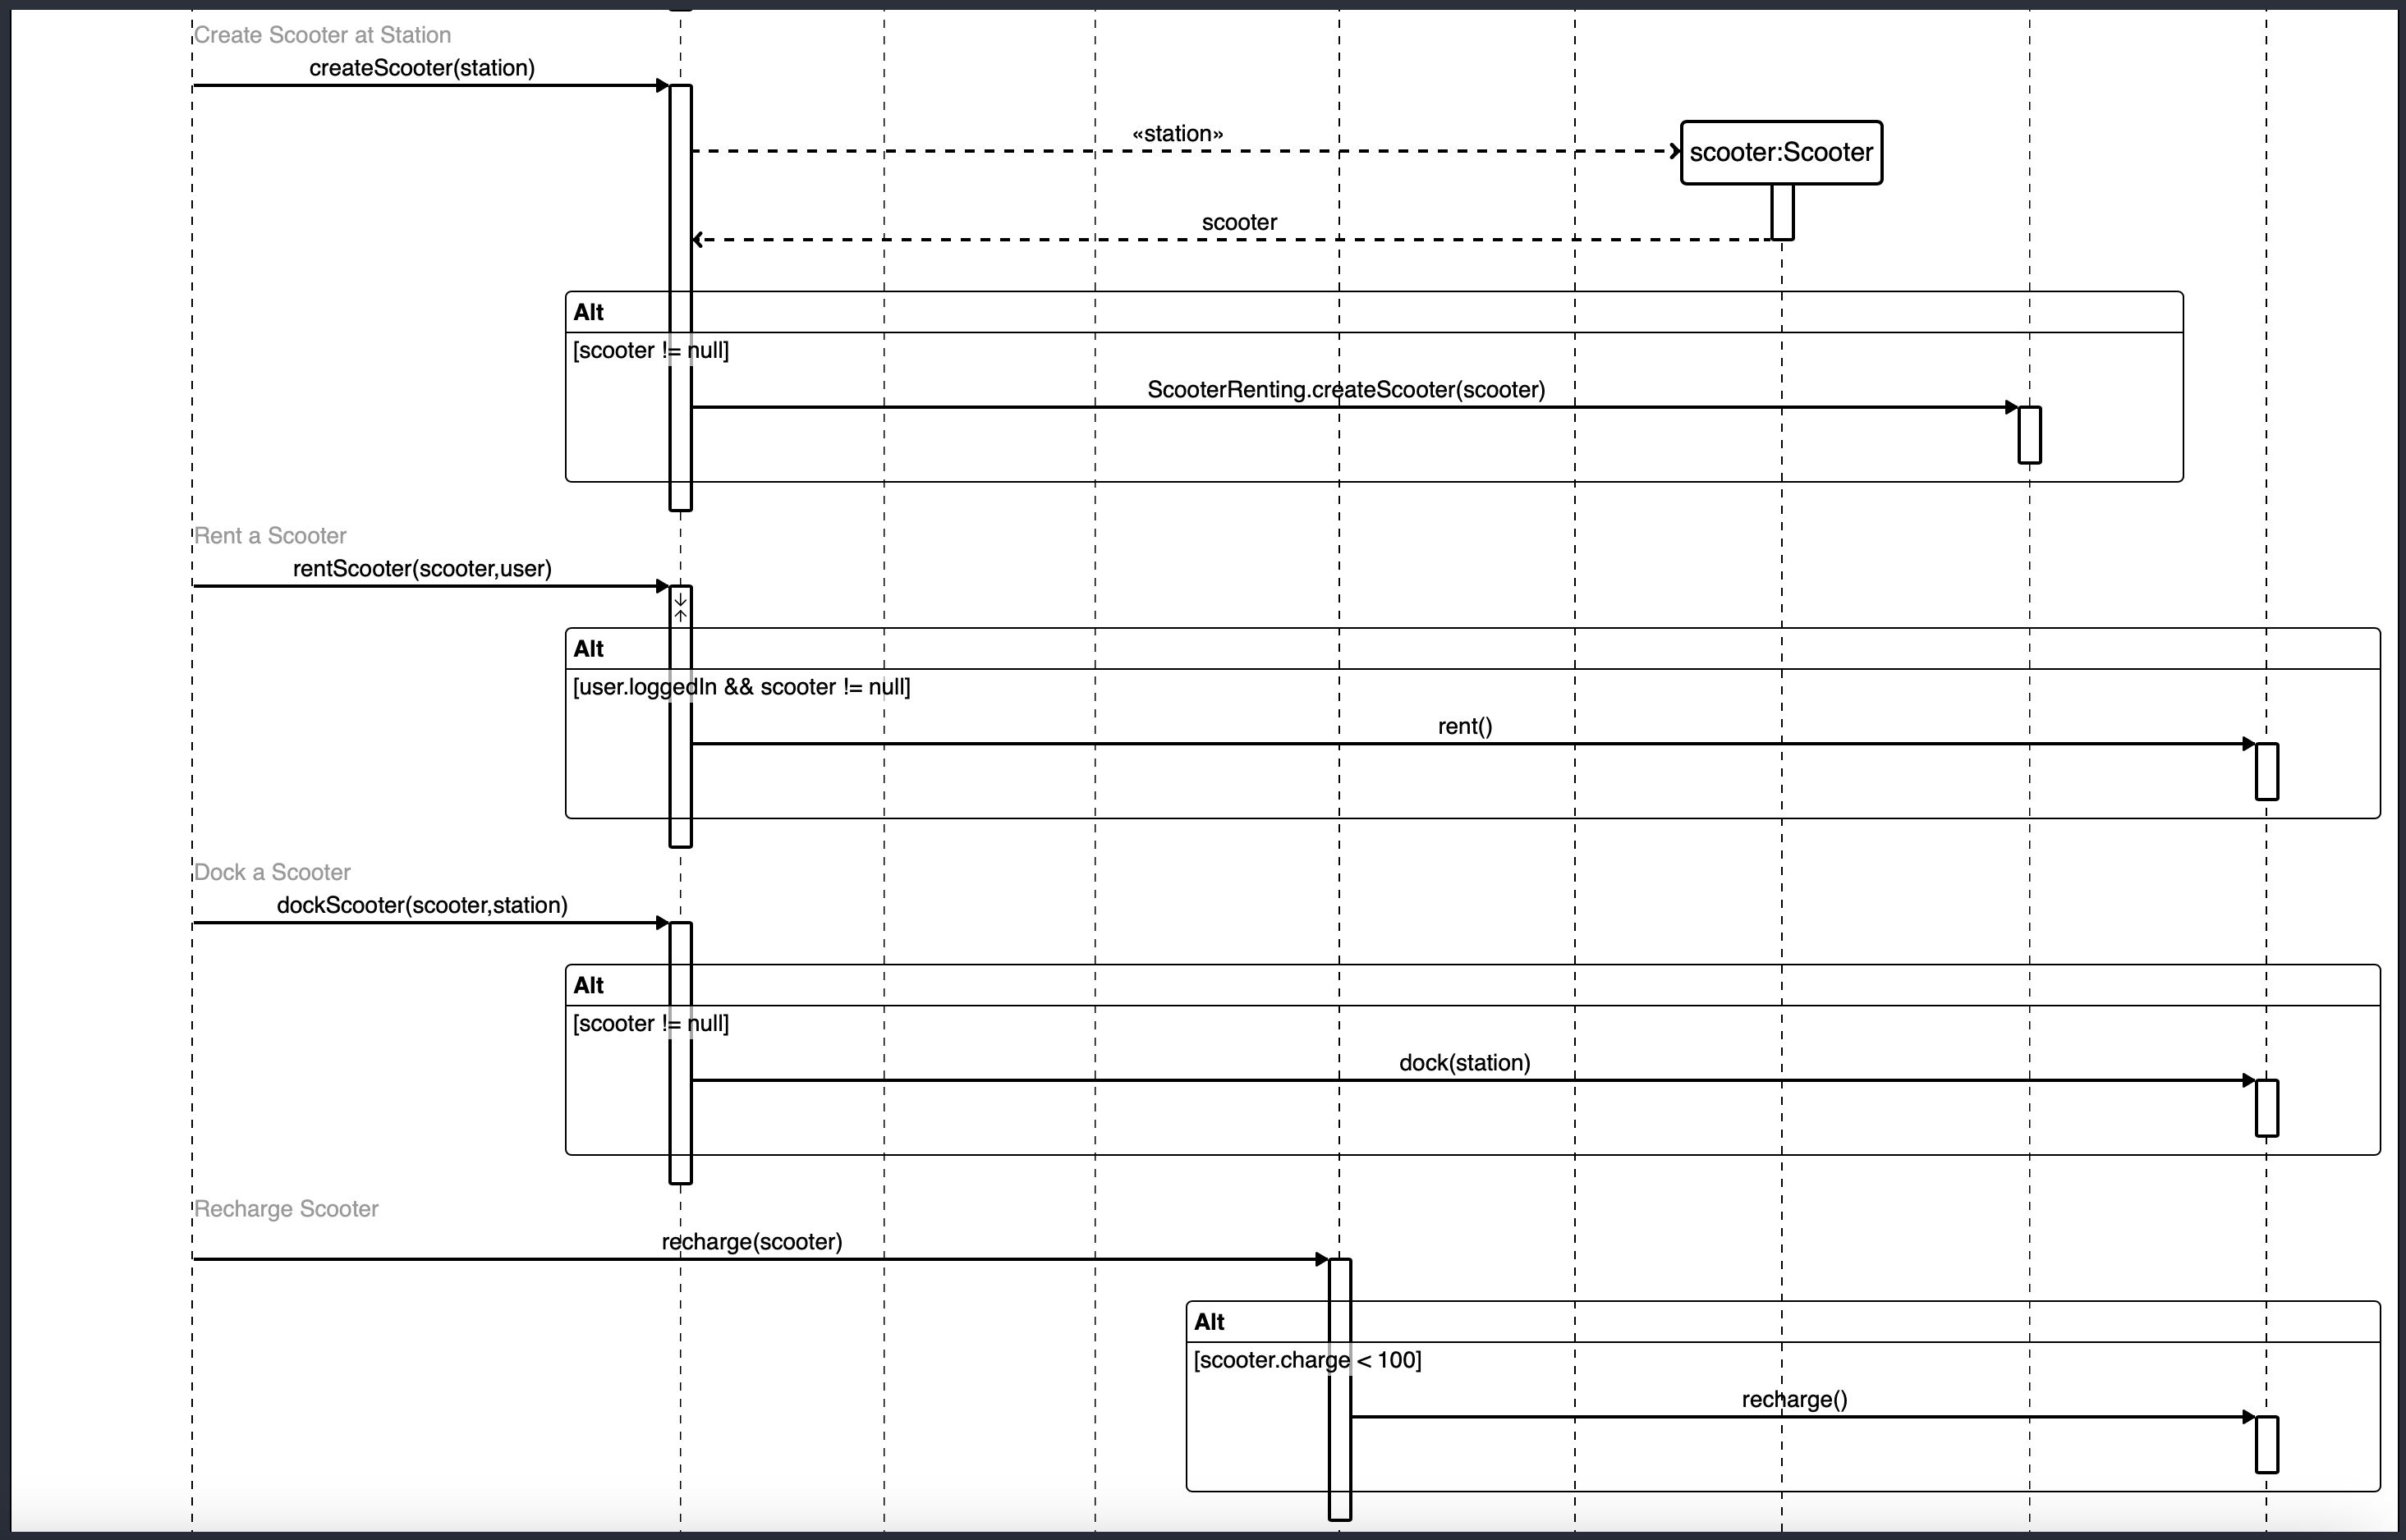 Create Scooter at Station
createScooter(station)
«station»
scooter:Scooter
scooter
Alt
[scooter != null]
ScooterRenting.createScooter(scooter)
Rent a Scooter
rentScooter(scooter,user)
Alt
[user.loggedIn && scooter != null]
rent()
Dock a Scooter
dockScooter(scooter,station)
Alt
[scooter != null]
dock(station)
Recharge Scooter
recharge(scooter)
Alt
[scooter.charge < 100]
recharge()